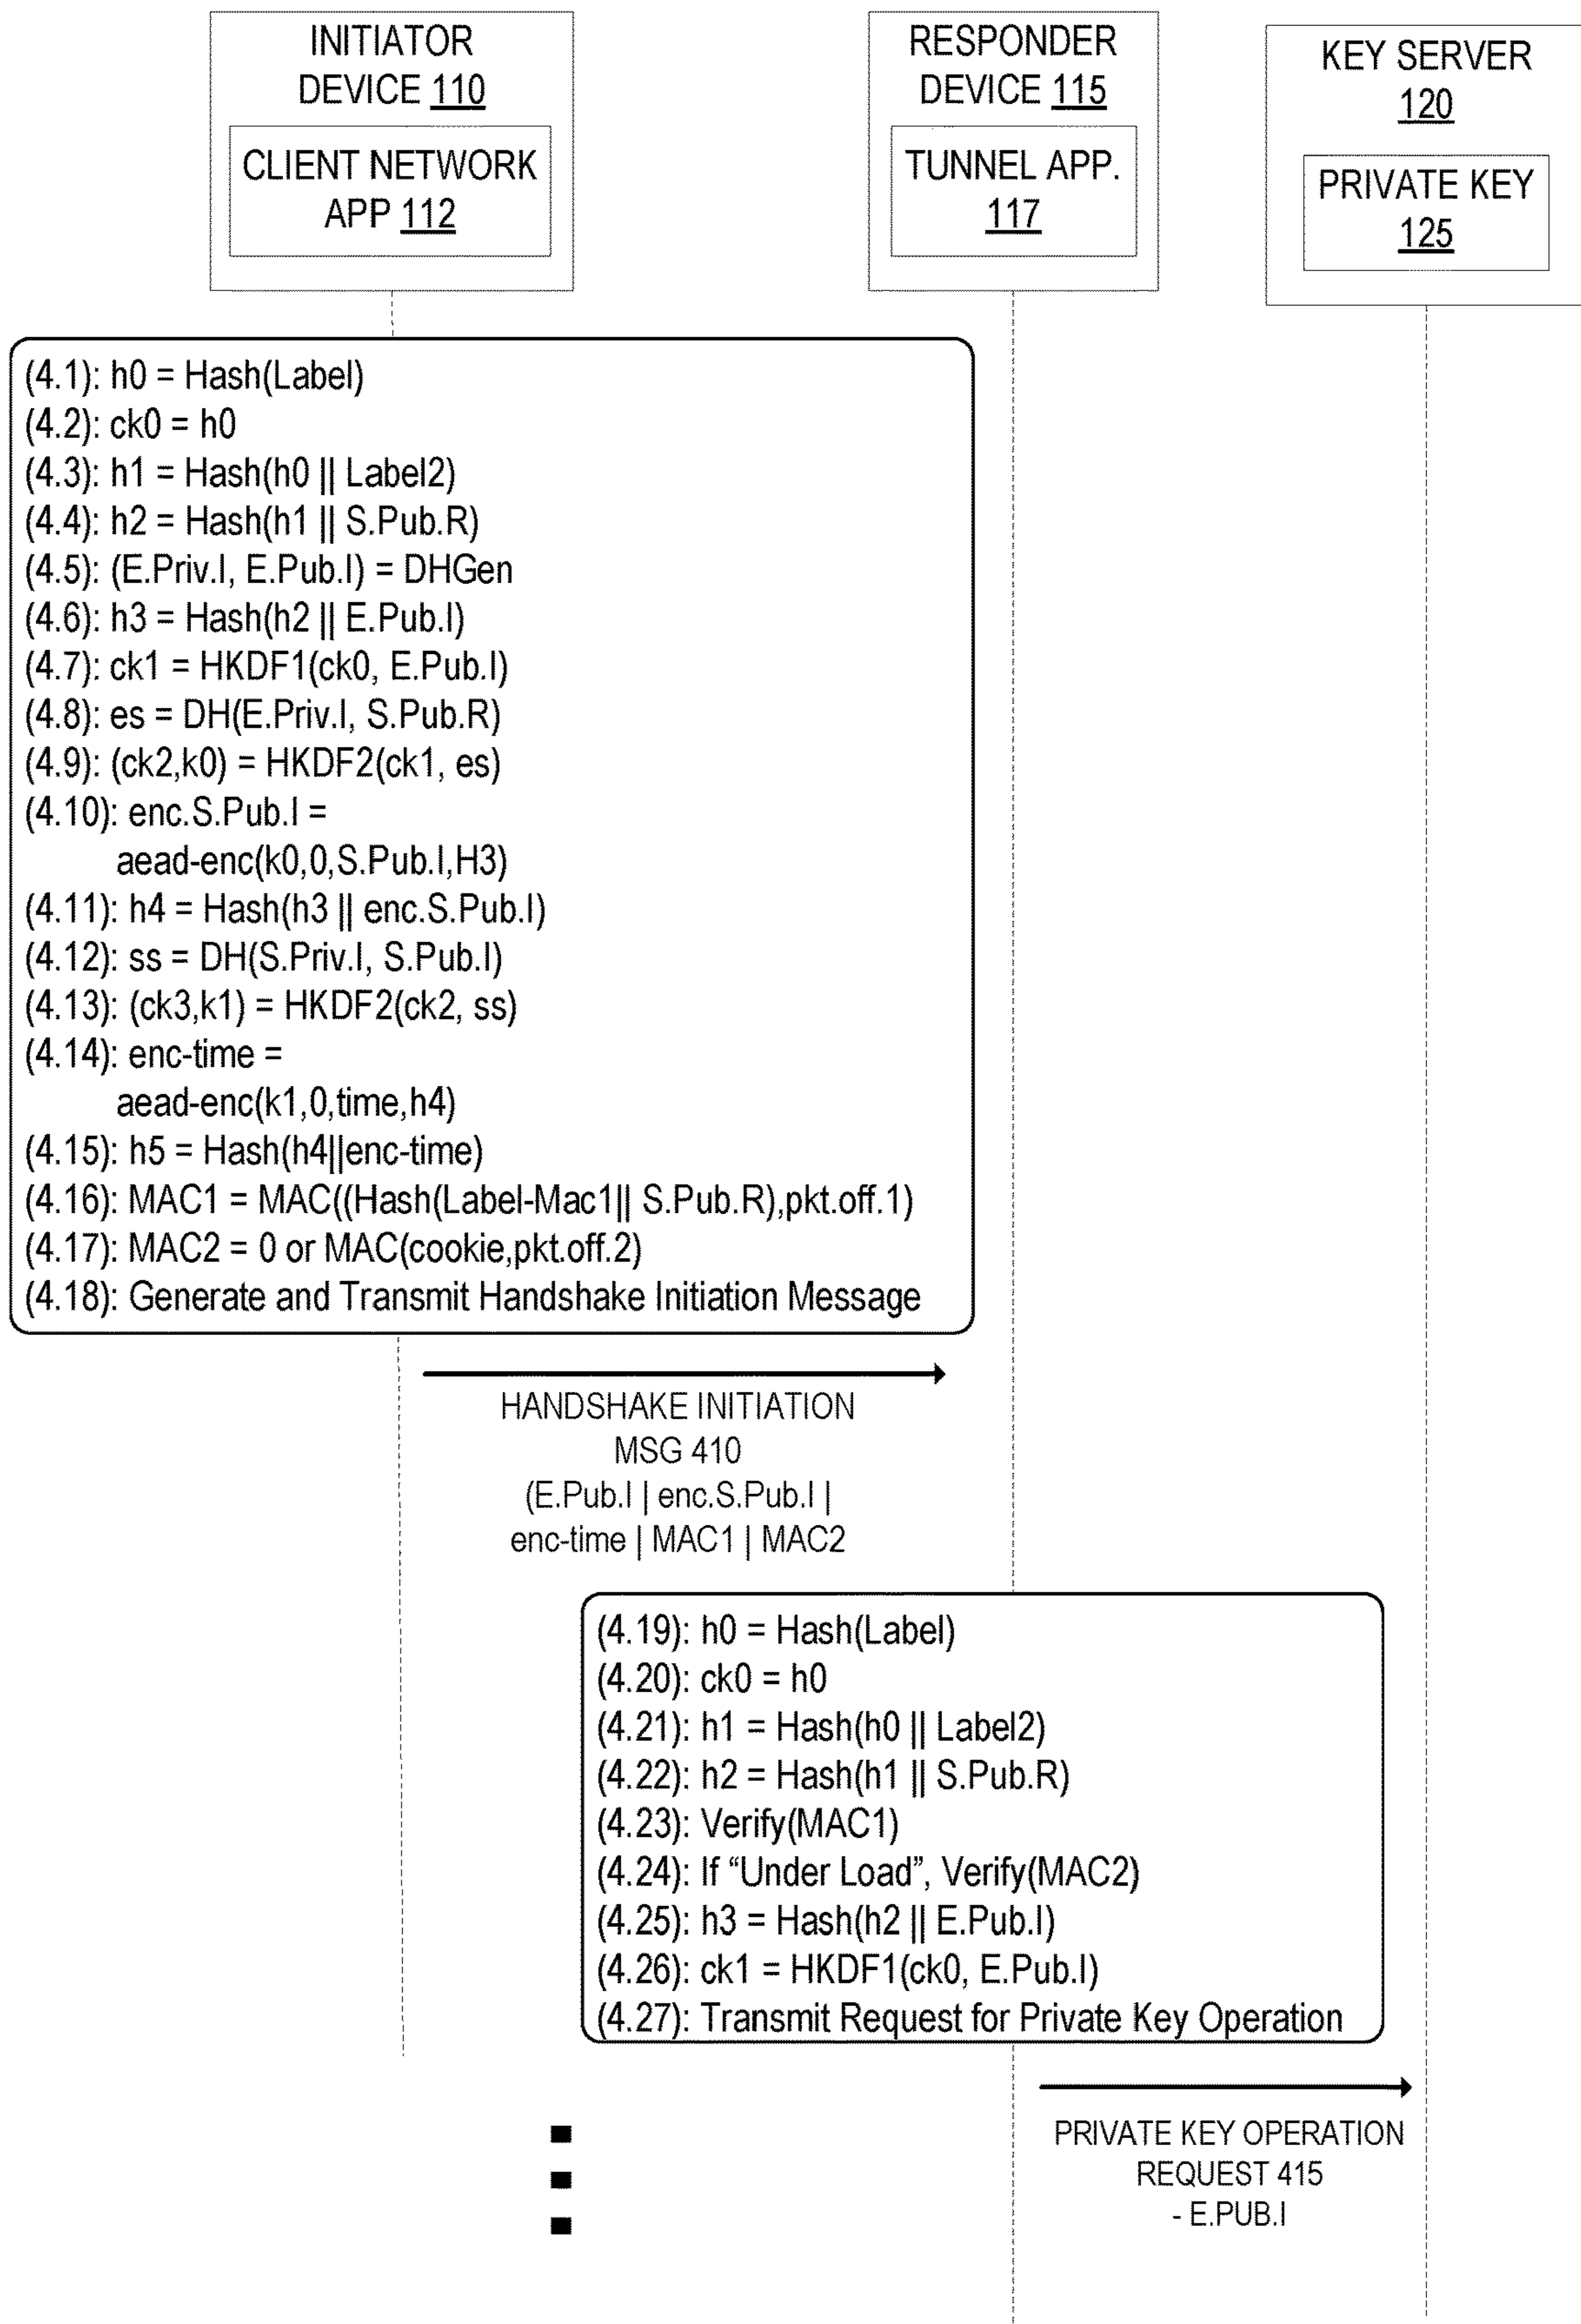 INITIATOR
DEVICE 110
CLIENT NETWORK
APP 112
RESPONDER
DEVICE 115
TUNNEL APP.
117
KEY SERVER
120
PRIVATE KEY
125
(4.1): h0 = Hash(Label)
(4.2): ck0 = h0
(4.3): h1 = Hash(h0 || Label2)
(4.4): h2 = Hash(h1 || S.Pub.R)
(4.5): (E.Priv.I, E.Pub.I) = DHGen
(4.6): h3 = Hash(h2 || E.Pub.I)
(4.7): ck1 = HKDF1(ck0, E.Pub.I)
(4.8): es = DH(E.Priv.I, S.Pub.R)
(4.9): (ck2,k0) = HKDF2(ck1, es)
(4.10): enc.S.Pub.I =
aead-enc(k0,0,S.Pub.I,H3)
(4.11): h4 = Hash(h3 || enc.S.Pub.I)
(4.12): ss = DH(S.Priv.I, S.Pub.I)
(4.13): (ck3,k1) = HKDF2(ck2, ss)
(4.14): enc-time =
aead-enc(k1,0,time,h4)
(4.15): h5 = Hash(h4||enc-time)
(4.16): MAC1 = MAC((Hash(Label-Mac1|| S.Pub.R),pkt.off.1)
(4.17): MAC2 = 0 or MAC(cookie,pkt.off.2)
(4.18): Generate and Transmit Handshake Initiation Message
HANDSHAKE INITIATION
MSG 410
(E.Pub.I | enc.S.Pub.I |
enc-time | MAC1 | MAC2
(4.19): h0 = Hash(Label)
(4.20): ck0 = h0
(4.21): h1 = Hash(h0 || Label2)
(4.22): h2 = Hash(h1 || S.Pub.R)
(4.23): Verify(MAC1)
(4.24): If “Under Load”, Verify(MAC2)
(4.25): h3 = Hash(h2 || E.Pub.I)
(4.26): ck1 = HKDF1(ck0, E.Pub.I)
(4.27): Transmit Request for Private Key Operation
PRIVATE KEY OPERATION
REQUEST 415
- E.PUB.I